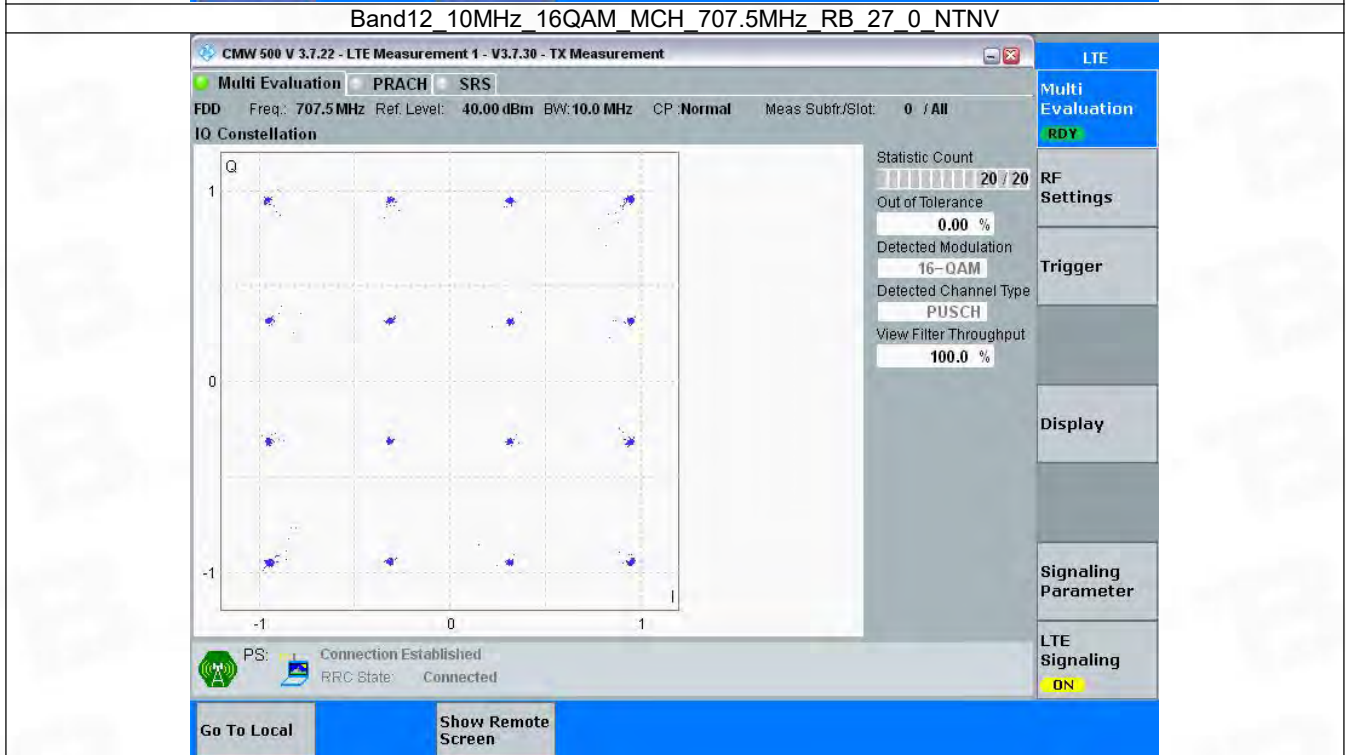 Band12_10MHz_16QAM_MCH_707.5MHz_RB_27_0_NTNV
CMW 500 V 3.7.22 - LTE Measurement 1 - V3.7.30 - TX Measurement
LTE
Multi Evaluation PRACH SRS
Multi
Evaluation
RDY
FDD Freq.: 707.5 MHz Ref. Level: 40.00 dBm BW: 10.0 MHz CP :Normal Meas Subfr./Slot: 0 / All
IQ Constellation
Q
1
0
-1
I
-1 0 1
Statistic Count
20 / 20
Out of Tolerance
0.00 %
Detected Modulation
16-QAM
Detected Channel Type
PUSCH
View Filter Throughput
100.0 %
RF
Settings
Trigger
Display
Signaling
Parameter
LTE
Signaling
ON
PS: Connection Established
RRC State: Connected
Go To Local
Show Remote
Screen